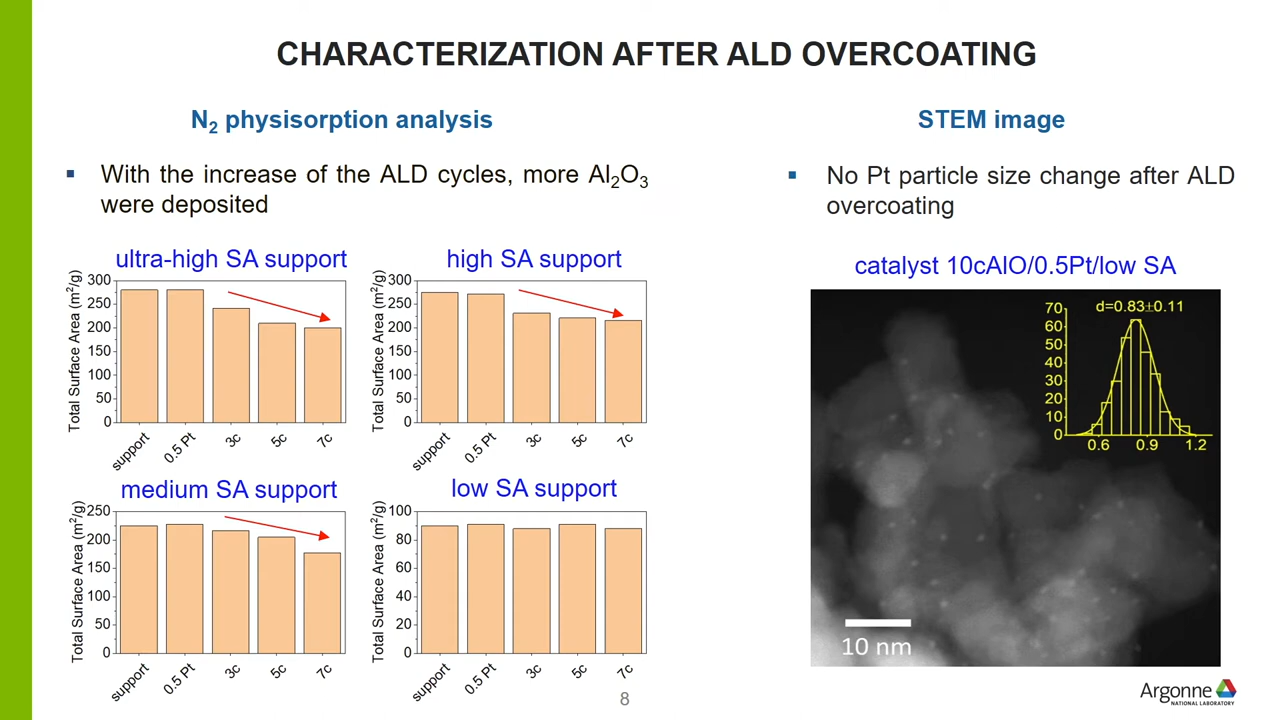 CHARACTERIZATION AFTER ALD OVERCOATING
N₂ physisorption analysis
▪ With the increase of the ALD cycles, more Al₂O₃
were deposited
ultra-high SA support
Total Surface Area (m²/g)
300
250
200
150
100
50
0
support
0.5 Pt
3c
5c
7c
high SA support
Total Surface Area (m²/g)
300
250
200
150
100
50
0
support
0.5 Pt
3c
5c
7c
medium SA support
Total Surface Area (m²/g)
250
200
150
100
50
0
support
0.5 Pt
3c
5c
7c
low SA support
Total Surface Area (m²/g)
100
80
60
40
20
0
support
0.5 Pt
3c
5c
7c
STEM image
▪ No Pt particle size change after ALD
overcoating
catalyst 10cAlO/0.5Pt/low SA
d=0.83±0.11
70
60
50
40
30
20
10
0
0.6 0.9 1.2
10 nm
8
Argonne
NATIONAL LABORATORY